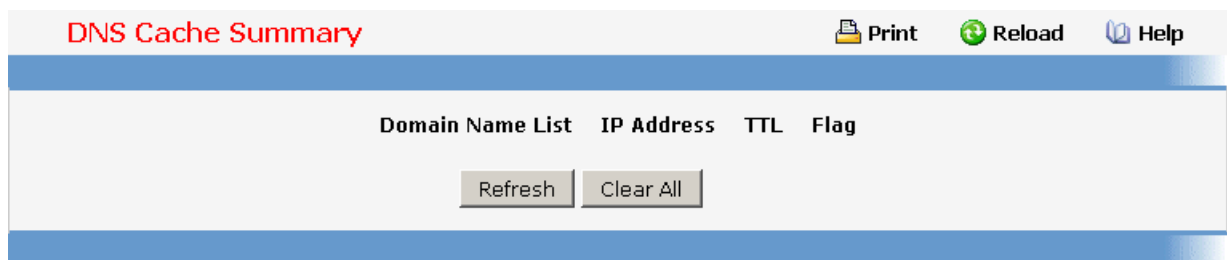 DNS Cache Summary Print Reload Help
Domain Name List IP Address TTL Flag
Refresh Clear All